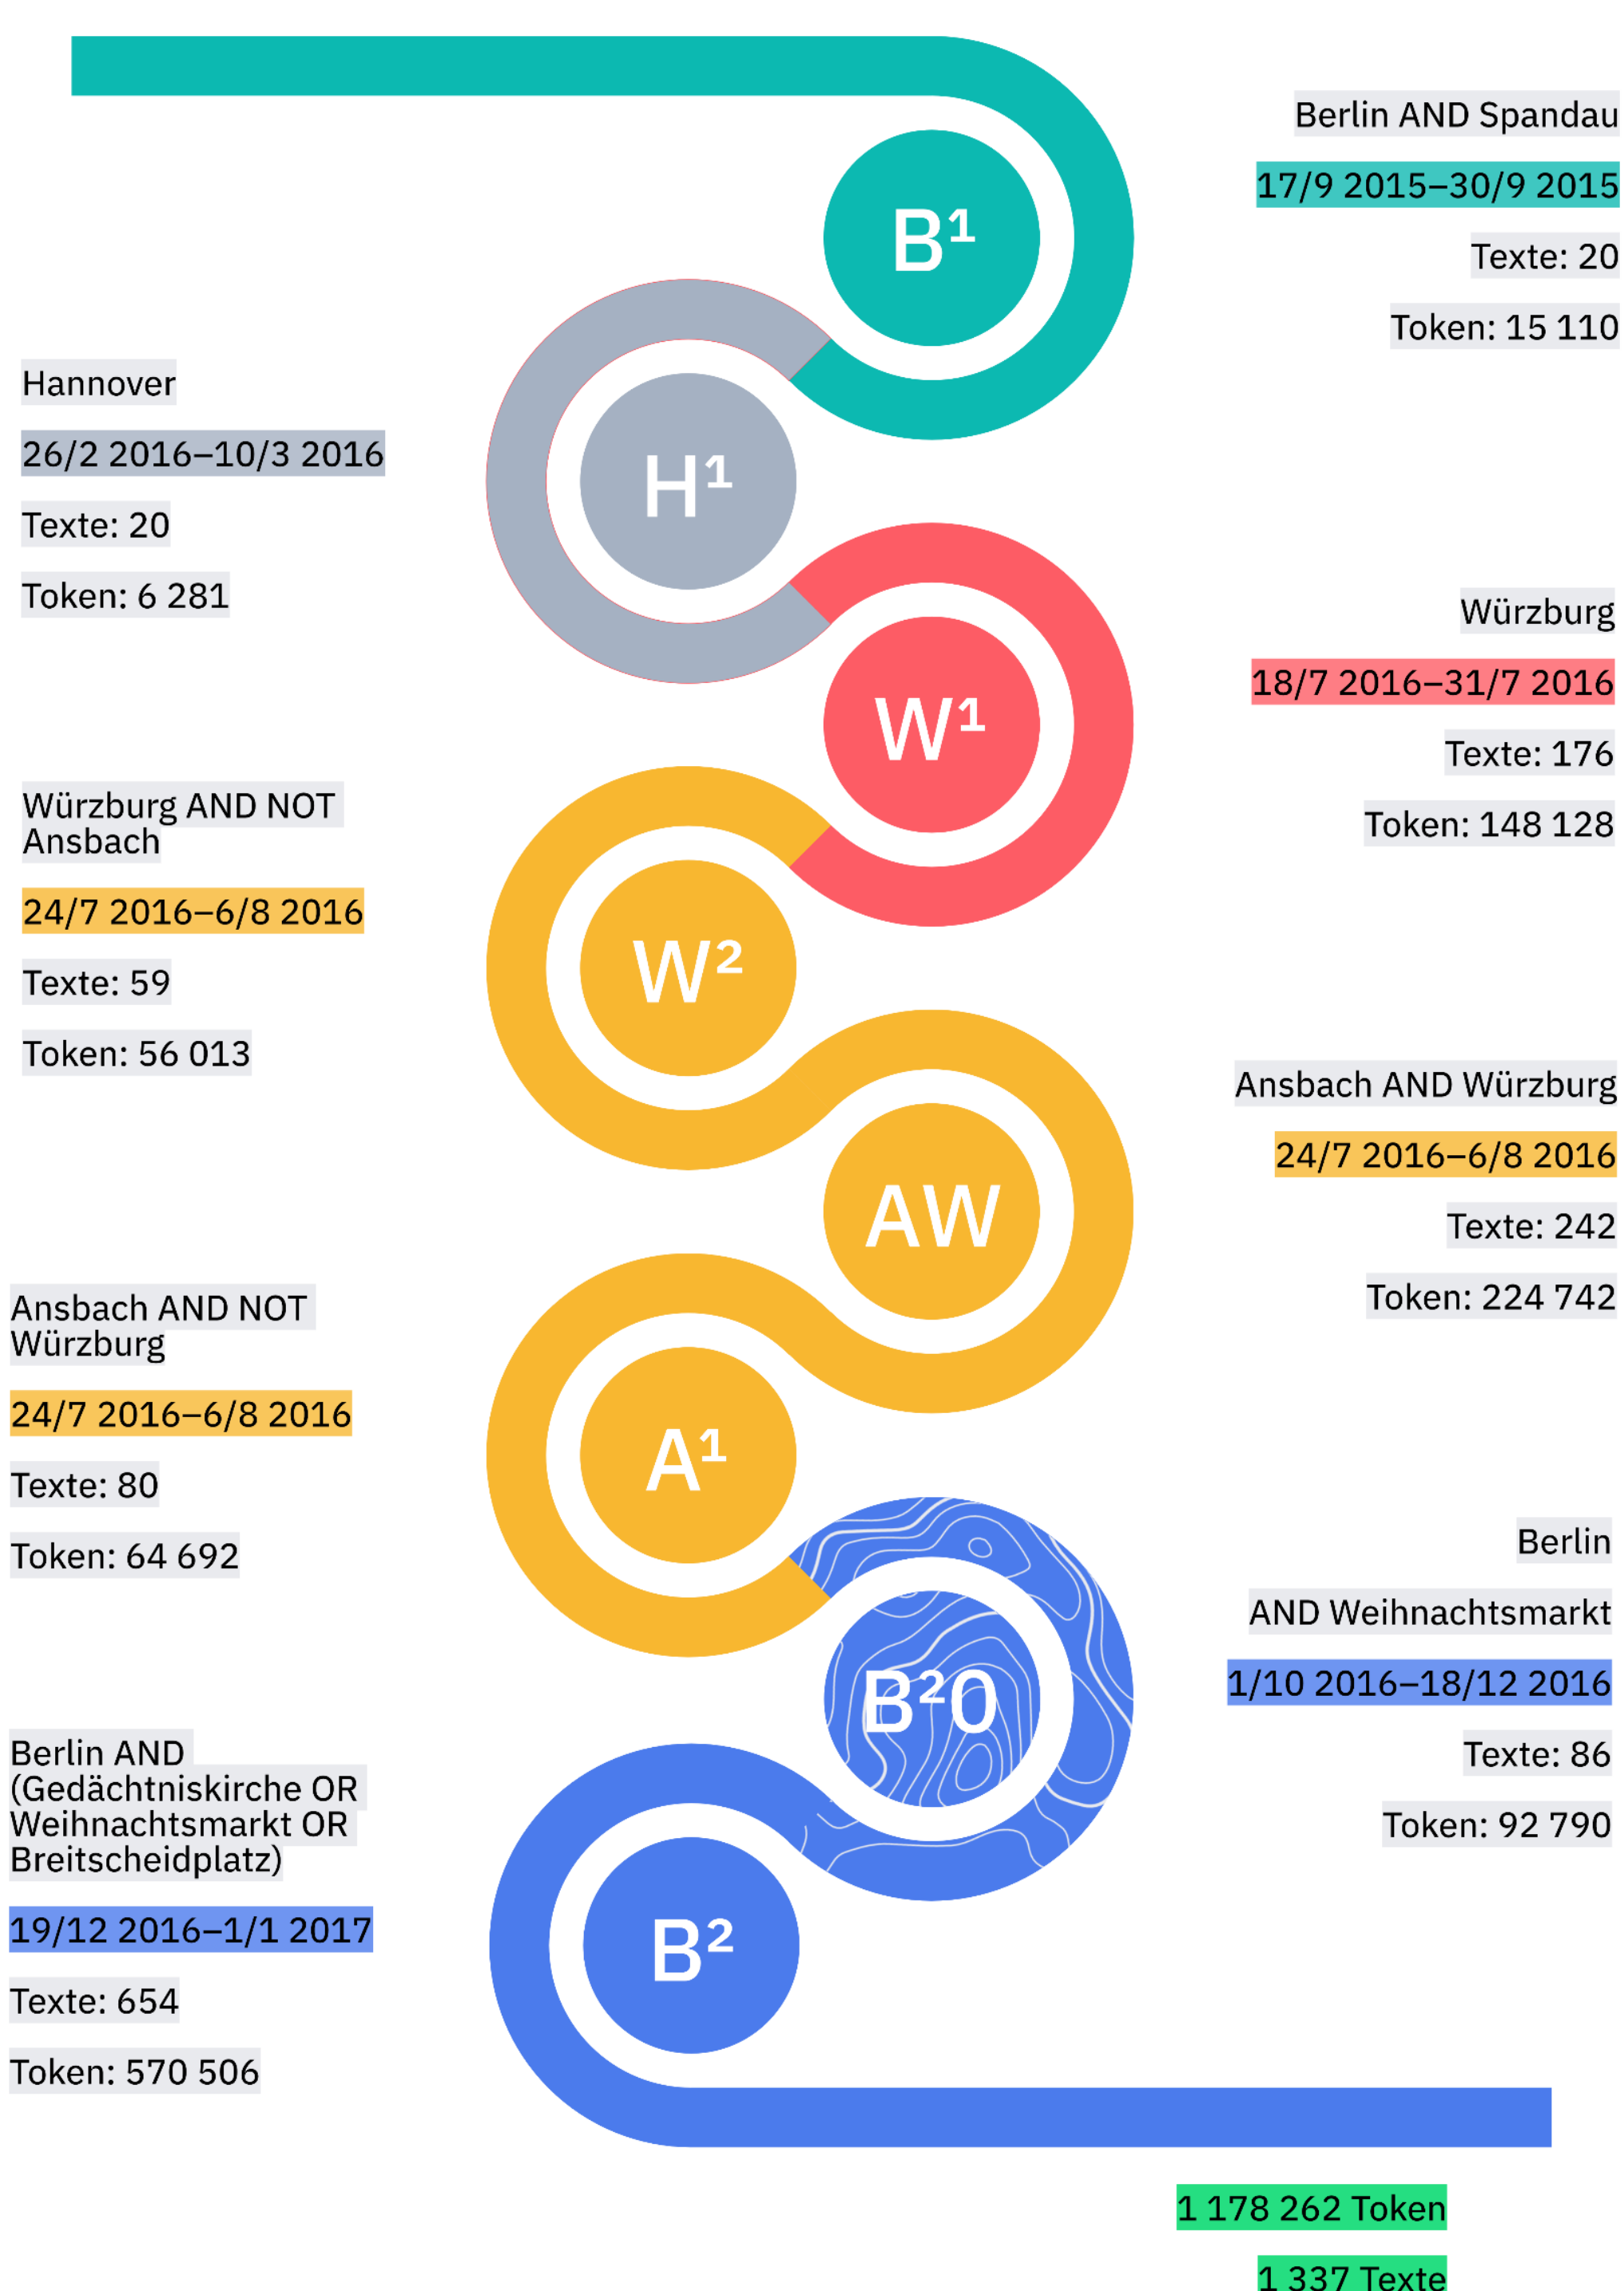 B¹
Berlin AND Spandau
17/9 2015–30/9 2015
Texte: 20
Token: 15 110
Hannover
26/2 2016–10/3 2016
Texte: 20
Token: 6 281
H¹
W¹
Würzburg
18/7 2016–31/7 2016
Texte: 176
Token: 148 128
Würzburg AND NOT
Ansbach
24/7 2016–6/8 2016
Texte: 59
Token: 56 013
W²
AW
Ansbach AND Würzburg
24/7 2016–6/8 2016
Texte: 242
Token: 224 742
Ansbach AND NOT
Würzburg
24/7 2016–6/8 2016
Texte: 80
Token: 64 692
A¹
B²0
Berlin
AND Weihnachtsmarkt
1/10 2016–18/12 2016
Texte: 86
Token: 92 790
Berlin AND
(Gedächtniskirche OR
Weihnachtsmarkt OR
Breitscheidplatz)
19/12 2016–1/1 2017
Texte: 654
Token: 570 506
B²
1 178 262 Token
1 337 Texte